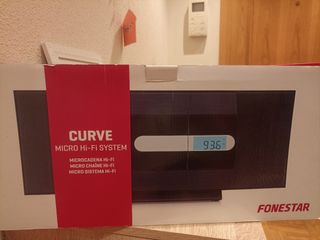 CURVE
MICRO Hi-Fi SYSTEM
MICROCADENA Hi-Fi
MICRO CHAÎNE Hi-Fi
MICRO SISTEMA Hi-Fi
93.6
FONESTAR